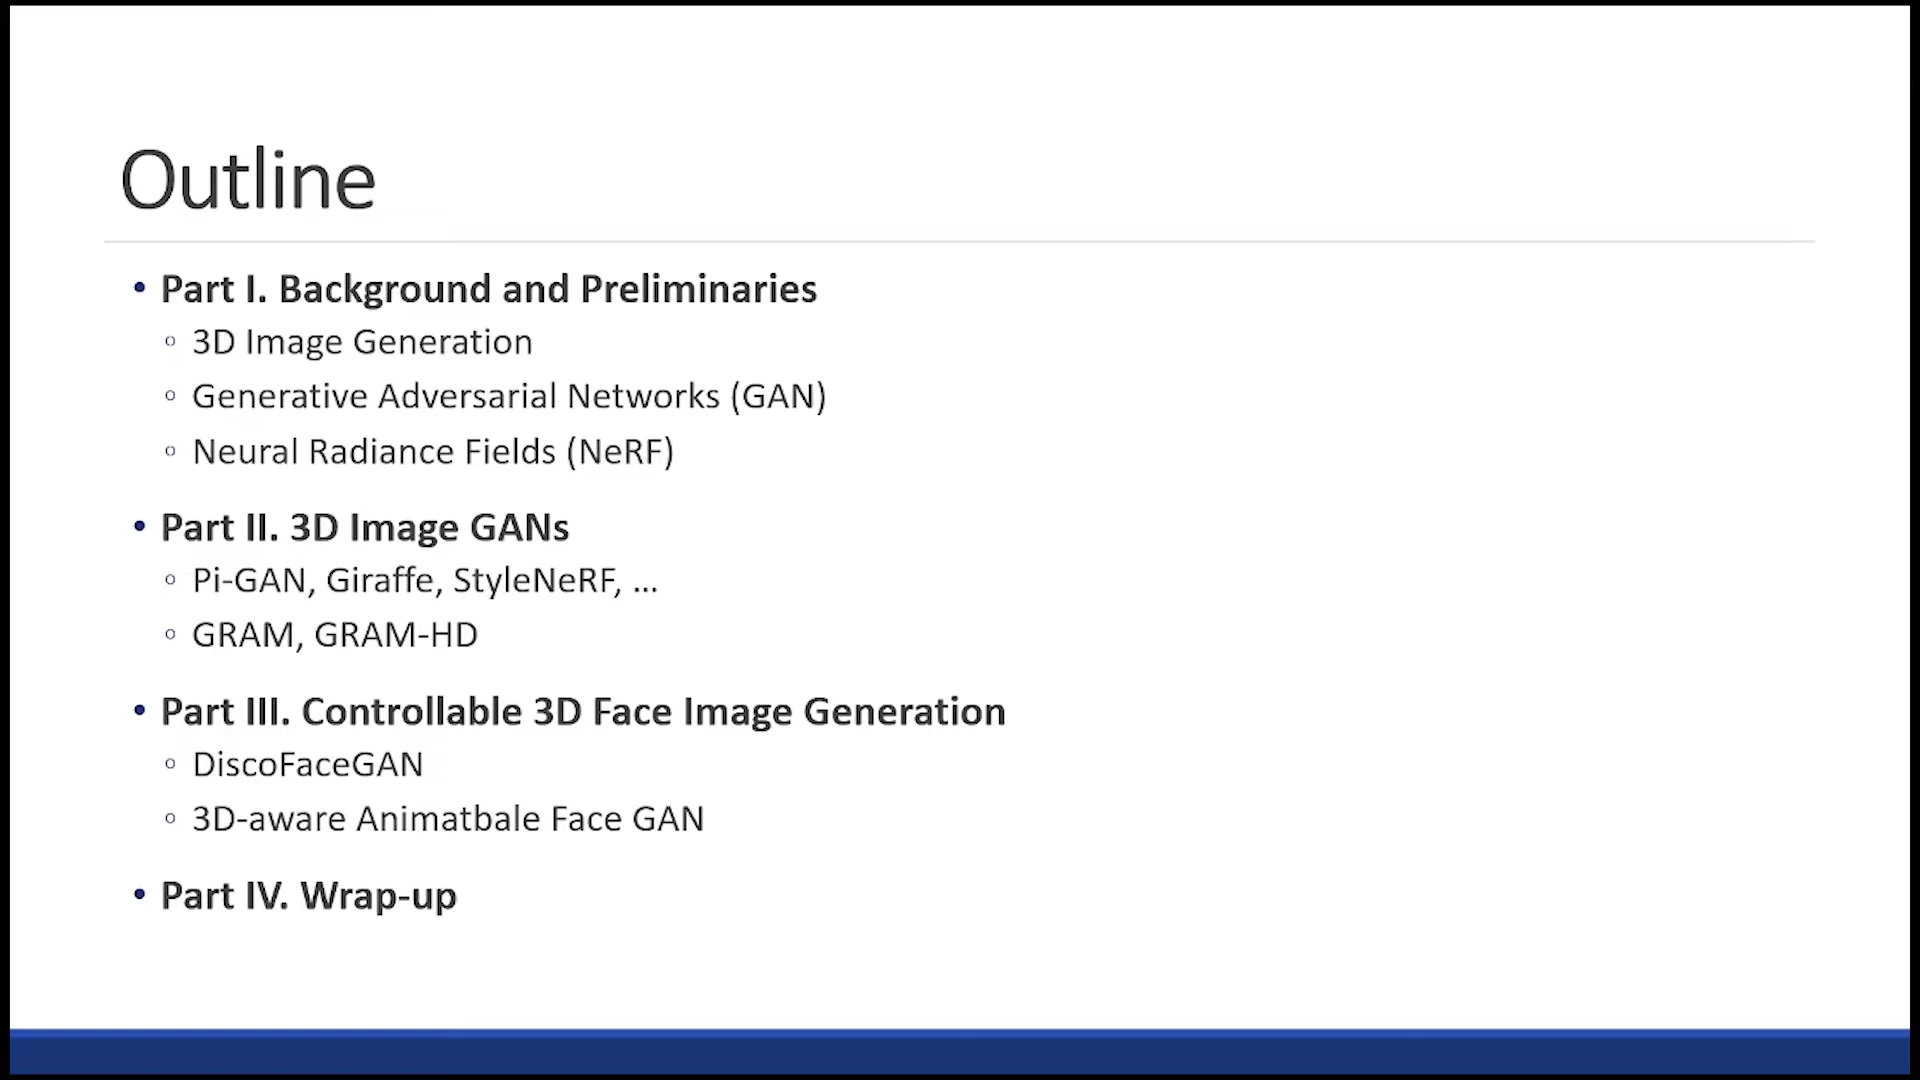 Outline
• Part I. Background and Preliminaries
◦ 3D Image Generation
◦ Generative Adversarial Networks (GAN)
◦ Neural Radiance Fields (NeRF)
• Part II. 3D Image GANs
◦ Pi-GAN, Giraffe, StyleNeRF, ...
◦ GRAM, GRAM-HD
• Part III. Controllable 3D Face Image Generation
◦ DiscoFaceGAN
◦ 3D-aware Animatbale Face GAN
• Part IV. Wrap-up